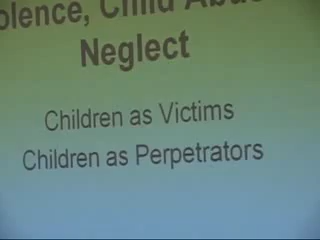 olence, Child Abu
Neglect
Children as Victims
Children as Perpetrators